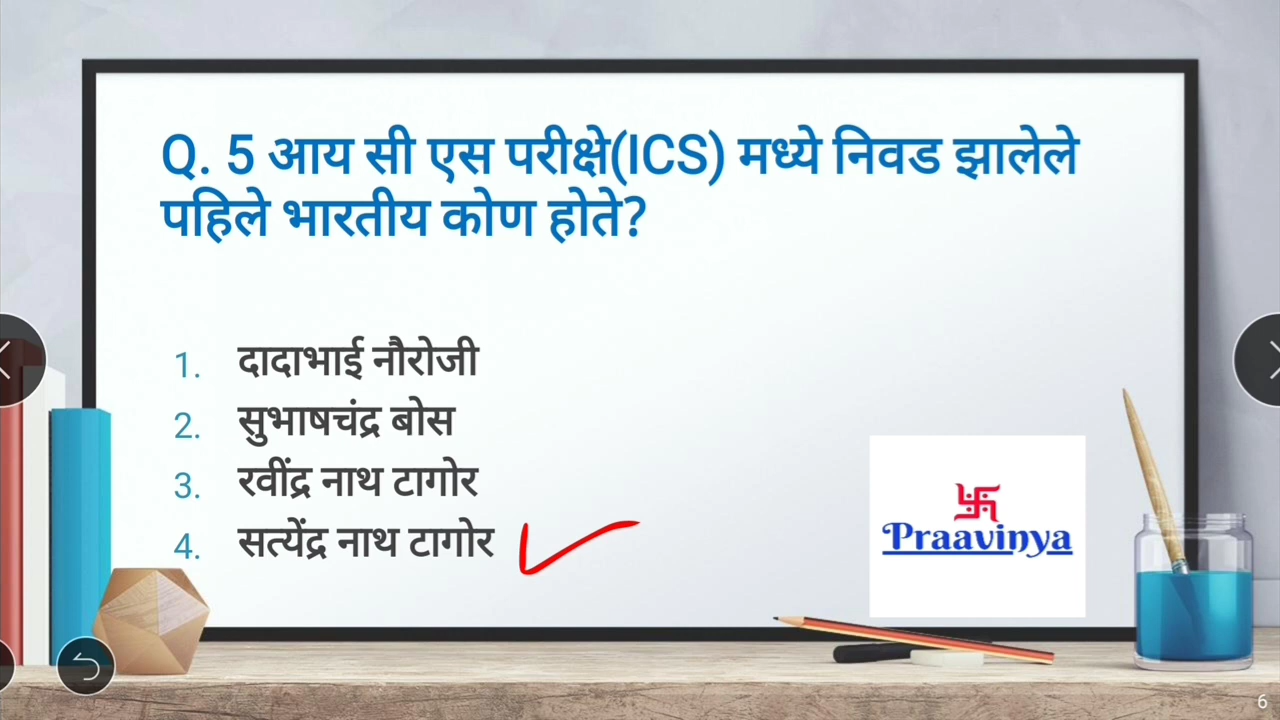 Q. 5 आय सी एस परीक्षे(ICS) मध्ये निवड झालेले
पहिले भारतीय कोण होते?
1. दादाभाई नौरोजी
2. सुभाषचंद्र बोस
3. रवींद्र नाथ टागोर
4. सत्येंद्र नाथ टागोर
Praavinya
6